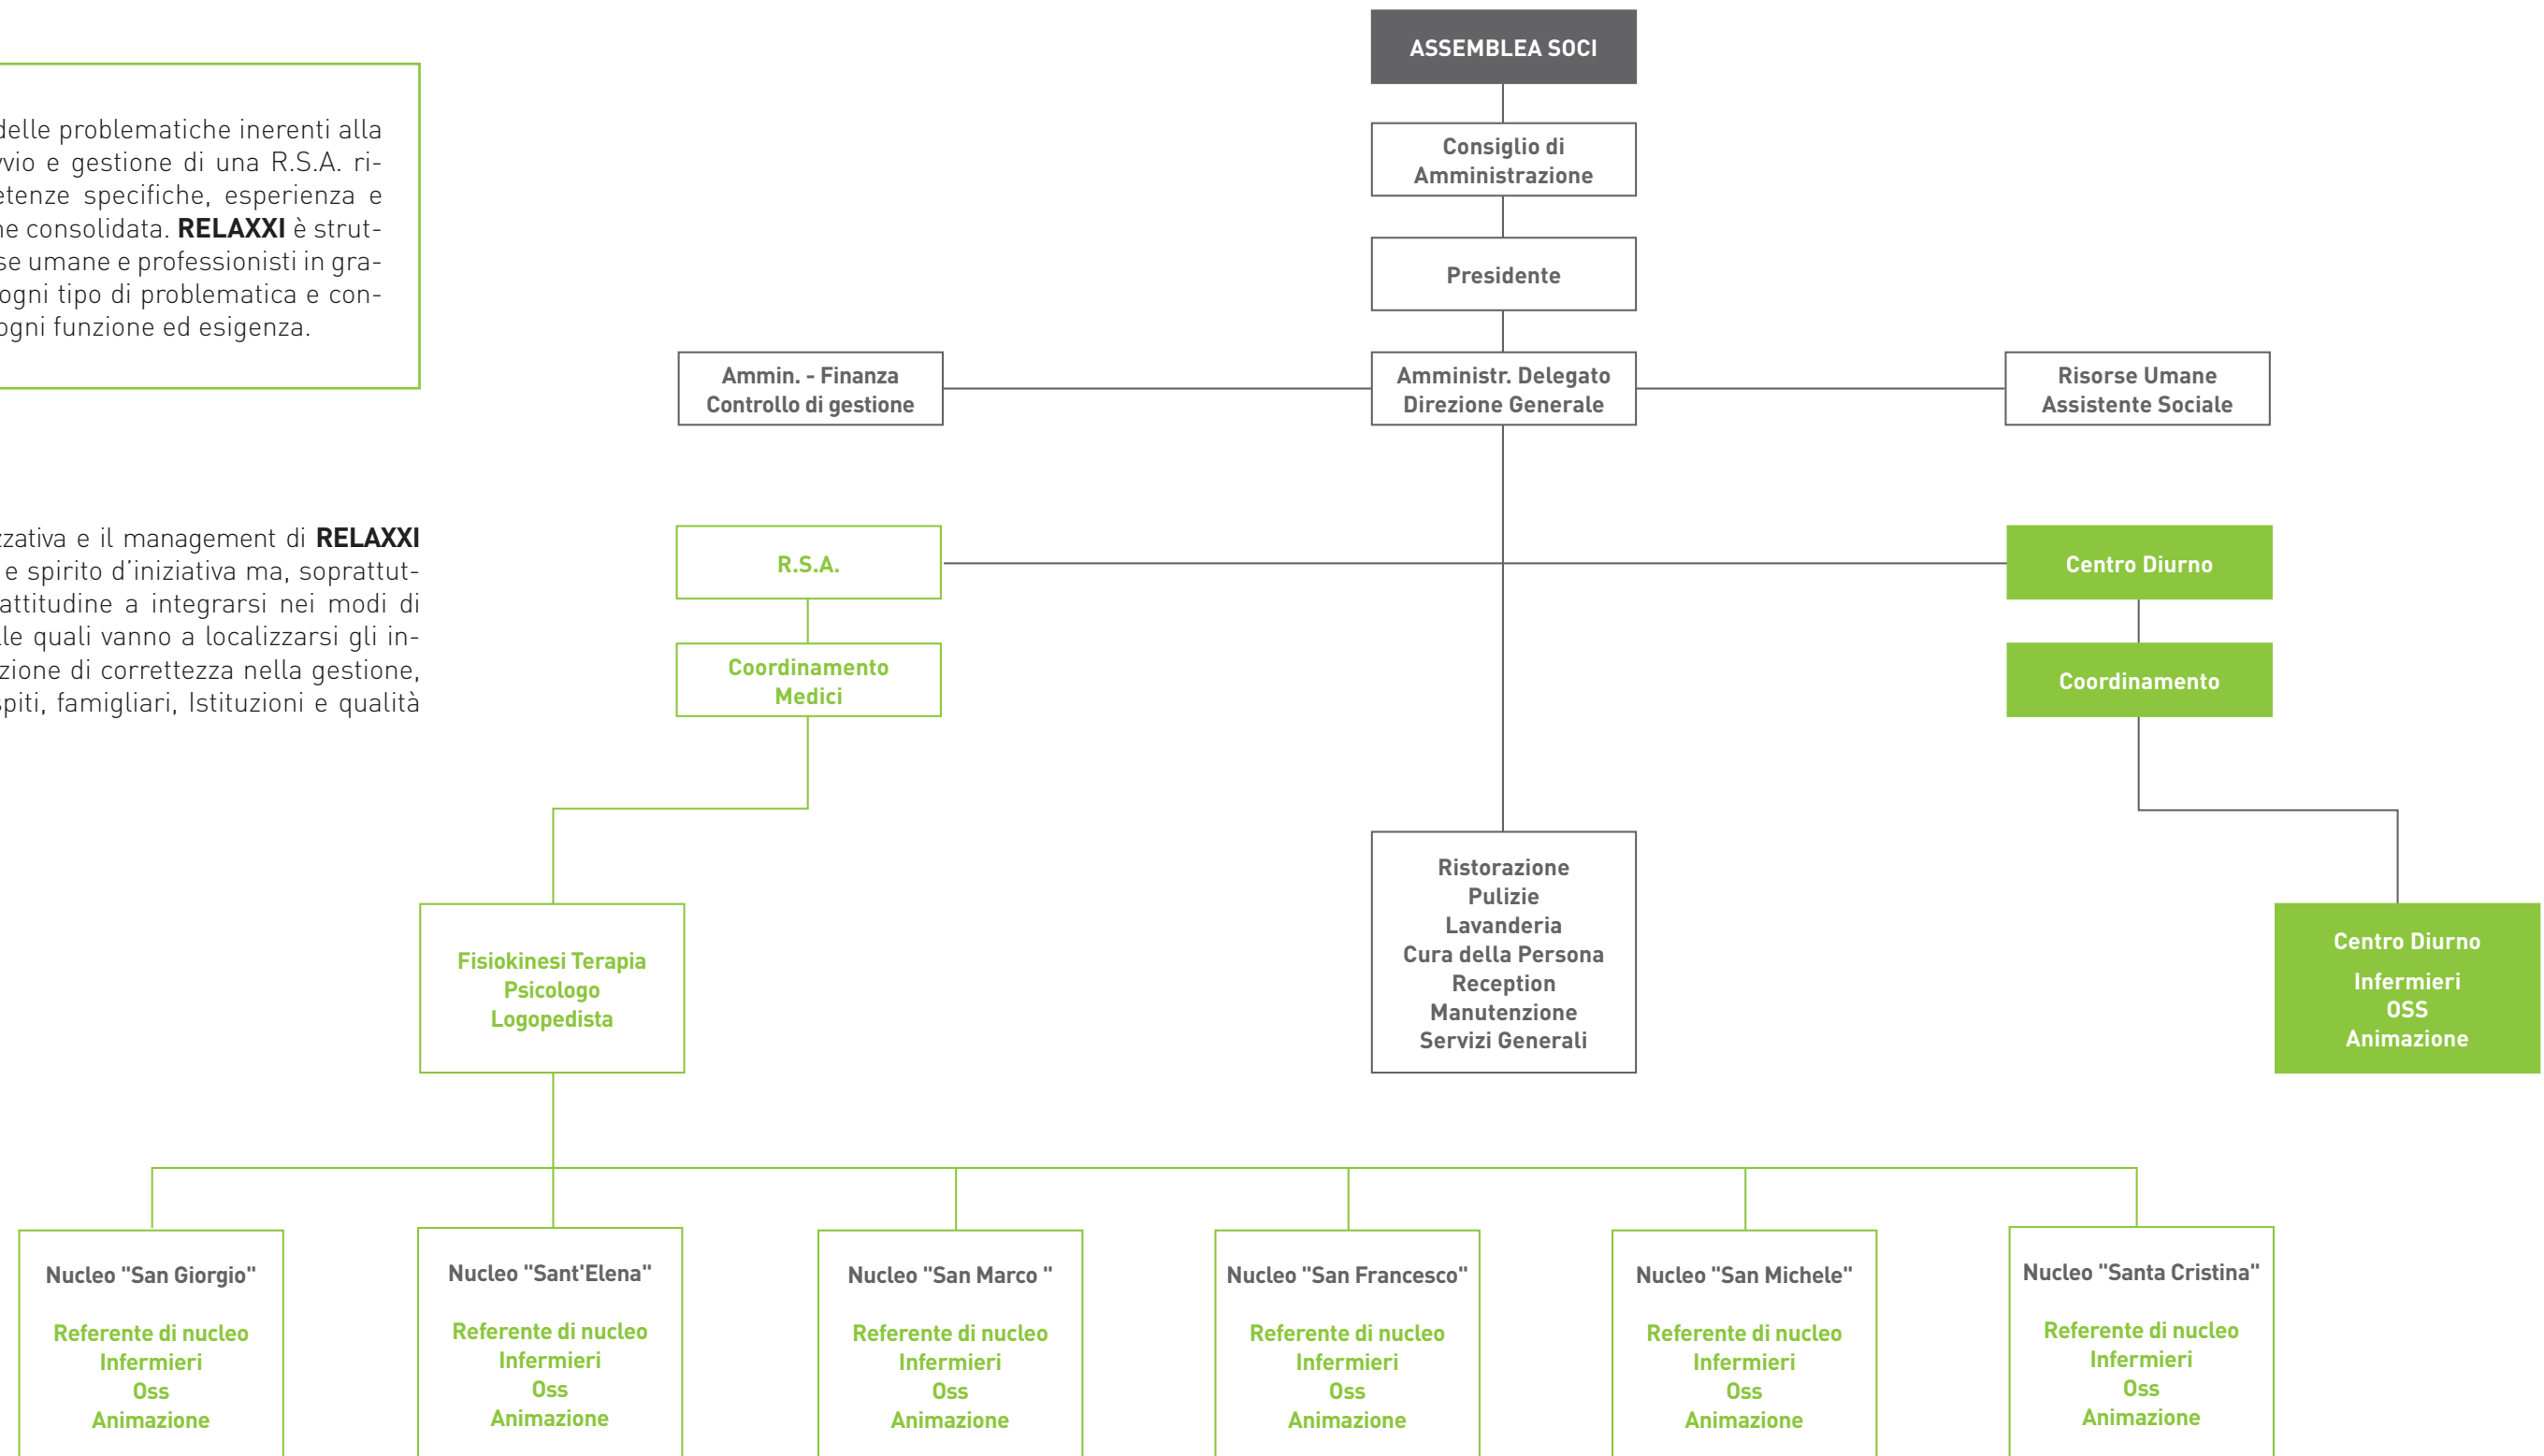 delle problematiche inerenti alla
vvio e gestione di una R.S.A. ri-
etenze specifiche, esperienza e
ne consolidata. RELAXXI è strut-
se umane e professionisti in gra-
ogni tipo di problematica e con-
ogni funzione ed esigenza.
zzativa e il management di RELAXXI
e spirito d'iniziativa ma, soprattut-
attitudine a integrarsi nei modi di
lle quali vanno a localizzarsi gli in-
zione di correttezza nella gestione,
spiti, famigliari, Istituzioni e qualità
ASSEMBLEA SOCI
Consiglio di
Amministrazione
Presidente
Ammin. - Finanza
Controllo di gestione
Amministr. Delegato
Direzione Generale
Risorse Umane
Assistente Sociale
R.S.A.
Centro Diurno
Coordinamento
Medici
Coordinamento
Ristorazione
Pulizie
Lavanderia
Cura della Persona
Reception
Manutenzione
Servizi Generali
Fisiokinesi Terapia
Psicologo
Logopedista
Centro Diurno
Infermieri
OSS
Animazione
Nucleo "San Giorgio"
Referente di nucleo
Infermieri
Oss
Animazione
Nucleo "Sant'Elena"
Referente di nucleo
Infermieri
Oss
Animazione
Nucleo "San Marco "
Referente di nucleo
Infermieri
Oss
Animazione
Nucleo "San Francesco"
Referente di nucleo
Infermieri
Oss
Animazione
Nucleo "San Michele"
Referente di nucleo
Infermieri
Oss
Animazione
Nucleo "Santa Cristina"
Referente di nucleo
Infermieri
Oss
Animazione